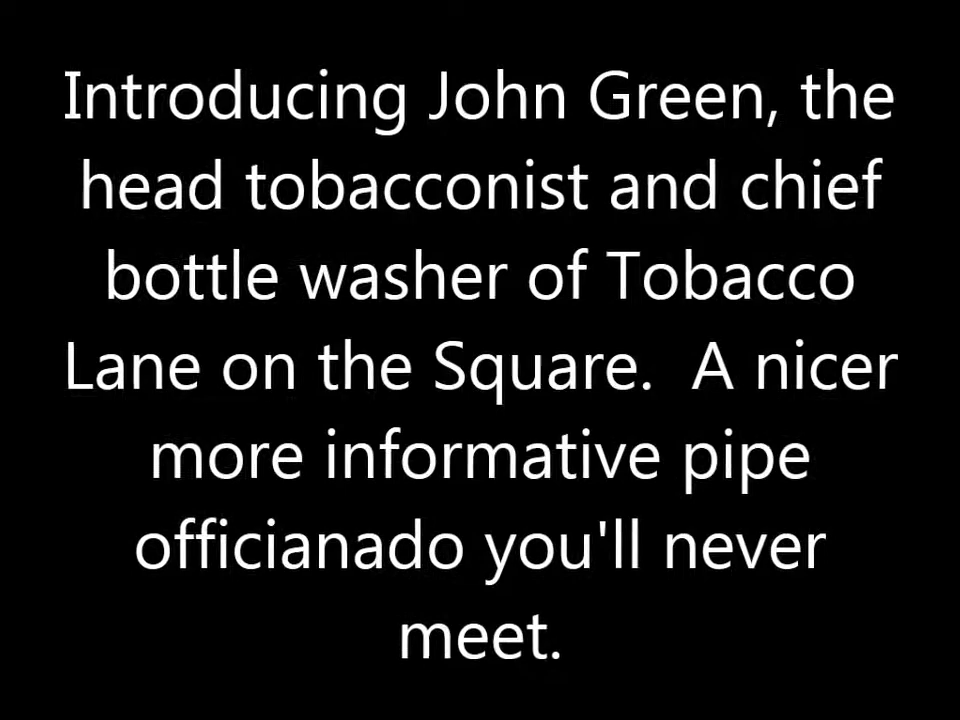 Introducing John Green, the
head tobacconist and chief
bottle washer of Tobacco
Lane on the Square.  A nicer
more informative pipe
officianado you'll never
meet.